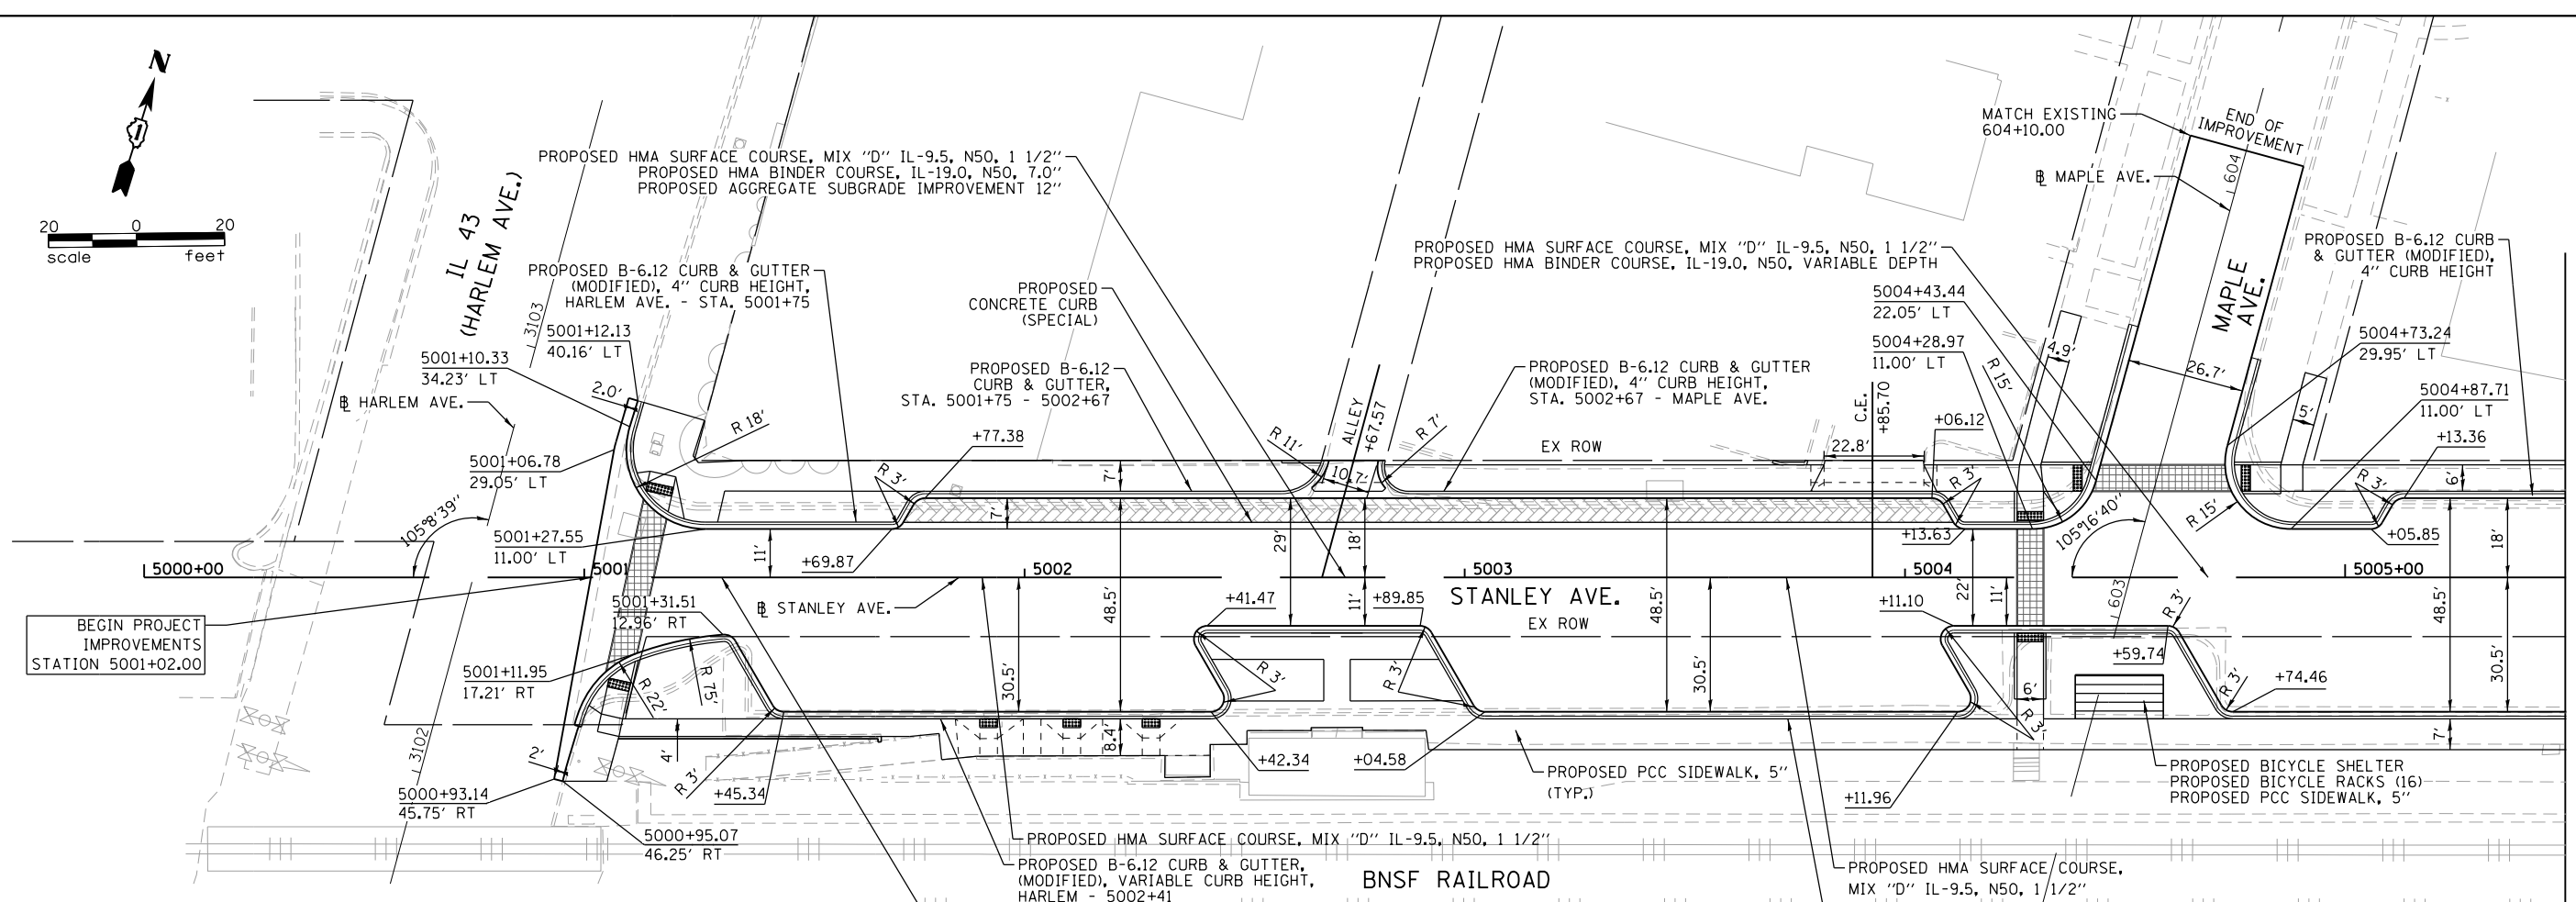 N
1
20 0 20
scale feet
IL 43
(HARLEM AVE.)
3103
PROPOSED HMA SURFACE COURSE, MIX "D" IL-9.5, N50, 1 1/2"
PROPOSED HMA BINDER COURSE, IL-19.0, N50, 7.0"
PROPOSED AGGREGATE SUBGRADE IMPROVEMENT 12"
PROPOSED B-6.12 CURB & GUTTER
(MODIFIED), 4" CURB HEIGHT,
HARLEM AVE. - STA. 5001+75
PROPOSED
CONCRETE CURB
(SPECIAL)
PROPOSED B-6.12
CURB & GUTTER,
STA. 5001+75 - 5002+67
PROPOSED HMA SURFACE COURSE, MIX "D" IL-9.5, N50, 1 1/2"
PROPOSED HMA BINDER COURSE, IL-19.0, N50, VARIABLE DEPTH
PROPOSED B-6.12 CURB & GUTTER
(MODIFIED), 4" CURB HEIGHT,
STA. 5002+67 - MAPLE AVE.
MATCH EXISTING
604+10.00
END OF
IMPROVEMENT
604
℄ MAPLE AVE.
MAPLE
AVE.
PROPOSED B-6.12 CURB
& GUTTER (MODIFIED),
4" CURB HEIGHT
5001+12.13
40.16' LT
5001+10.33
34.23' LT
2.0'
℄ HARLEM AVE.
R 18'
5001+06.78
29.05' LT
105°8'39"
5001+27.55
11.00' LT
R 3'
+77.38
+69.87
7'
7'
11'
R 11'
ALLEY
+67.57
R 7'
10.7'
EX ROW
22.8'
C.E.
+85.70
5004+43.44
22.05' LT
5004+28.97
11.00' LT
+06.12
R 3'
+13.63
R 15'
4.9'
26.7'
105°16'40"
5004+73.24
29.95' LT
5004+87.71
11.00' LT
5'
+13.36
6'
R 3'
R 15'
+05.85
18'
5000+00
5001
5002
5003
5004
5005+00
BEGIN PROJECT
IMPROVEMENTS
STATION 5001+02.00
℄ STANLEY AVE.
STANLEY AVE.
EX ROW
5001+31.51
12.96' RT
5001+11.95
17.21' RT
R 22'
R 75'
48.5'
30.5'
29'
18'
11'
+41.47
+89.85
R 3'
R 3'
48.5'
30.5'
22'
11'
+11.10
603
R 3'
+59.74
R 3'
+74.46
48.5'
30.5'
6'
R 3'
7'
3102
2'
4'
R 3'
+45.34
8.4'
+42.34
+04.58
+11.96
5000+93.14
45.75' RT
5000+95.07
46.25' RT
PROPOSED PCC SIDEWALK, 5"
(TYP.)
PROPOSED BICYCLE SHELTER
PROPOSED BICYCLE RACKS (16)
PROPOSED PCC SIDEWALK, 5"
PROPOSED HMA SURFACE COURSE, MIX "D" IL-9.5, N50, 1 1/2"
PROPOSED B-6.12 CURB & GUTTER,
(MODIFIED), VARIABLE CURB HEIGHT,
HARLEM - 5002+41
BNSF RAILROAD
PROPOSED HMA SURFACE COURSE,
MIX "D" IL-9.5, N50, 1 1/2"